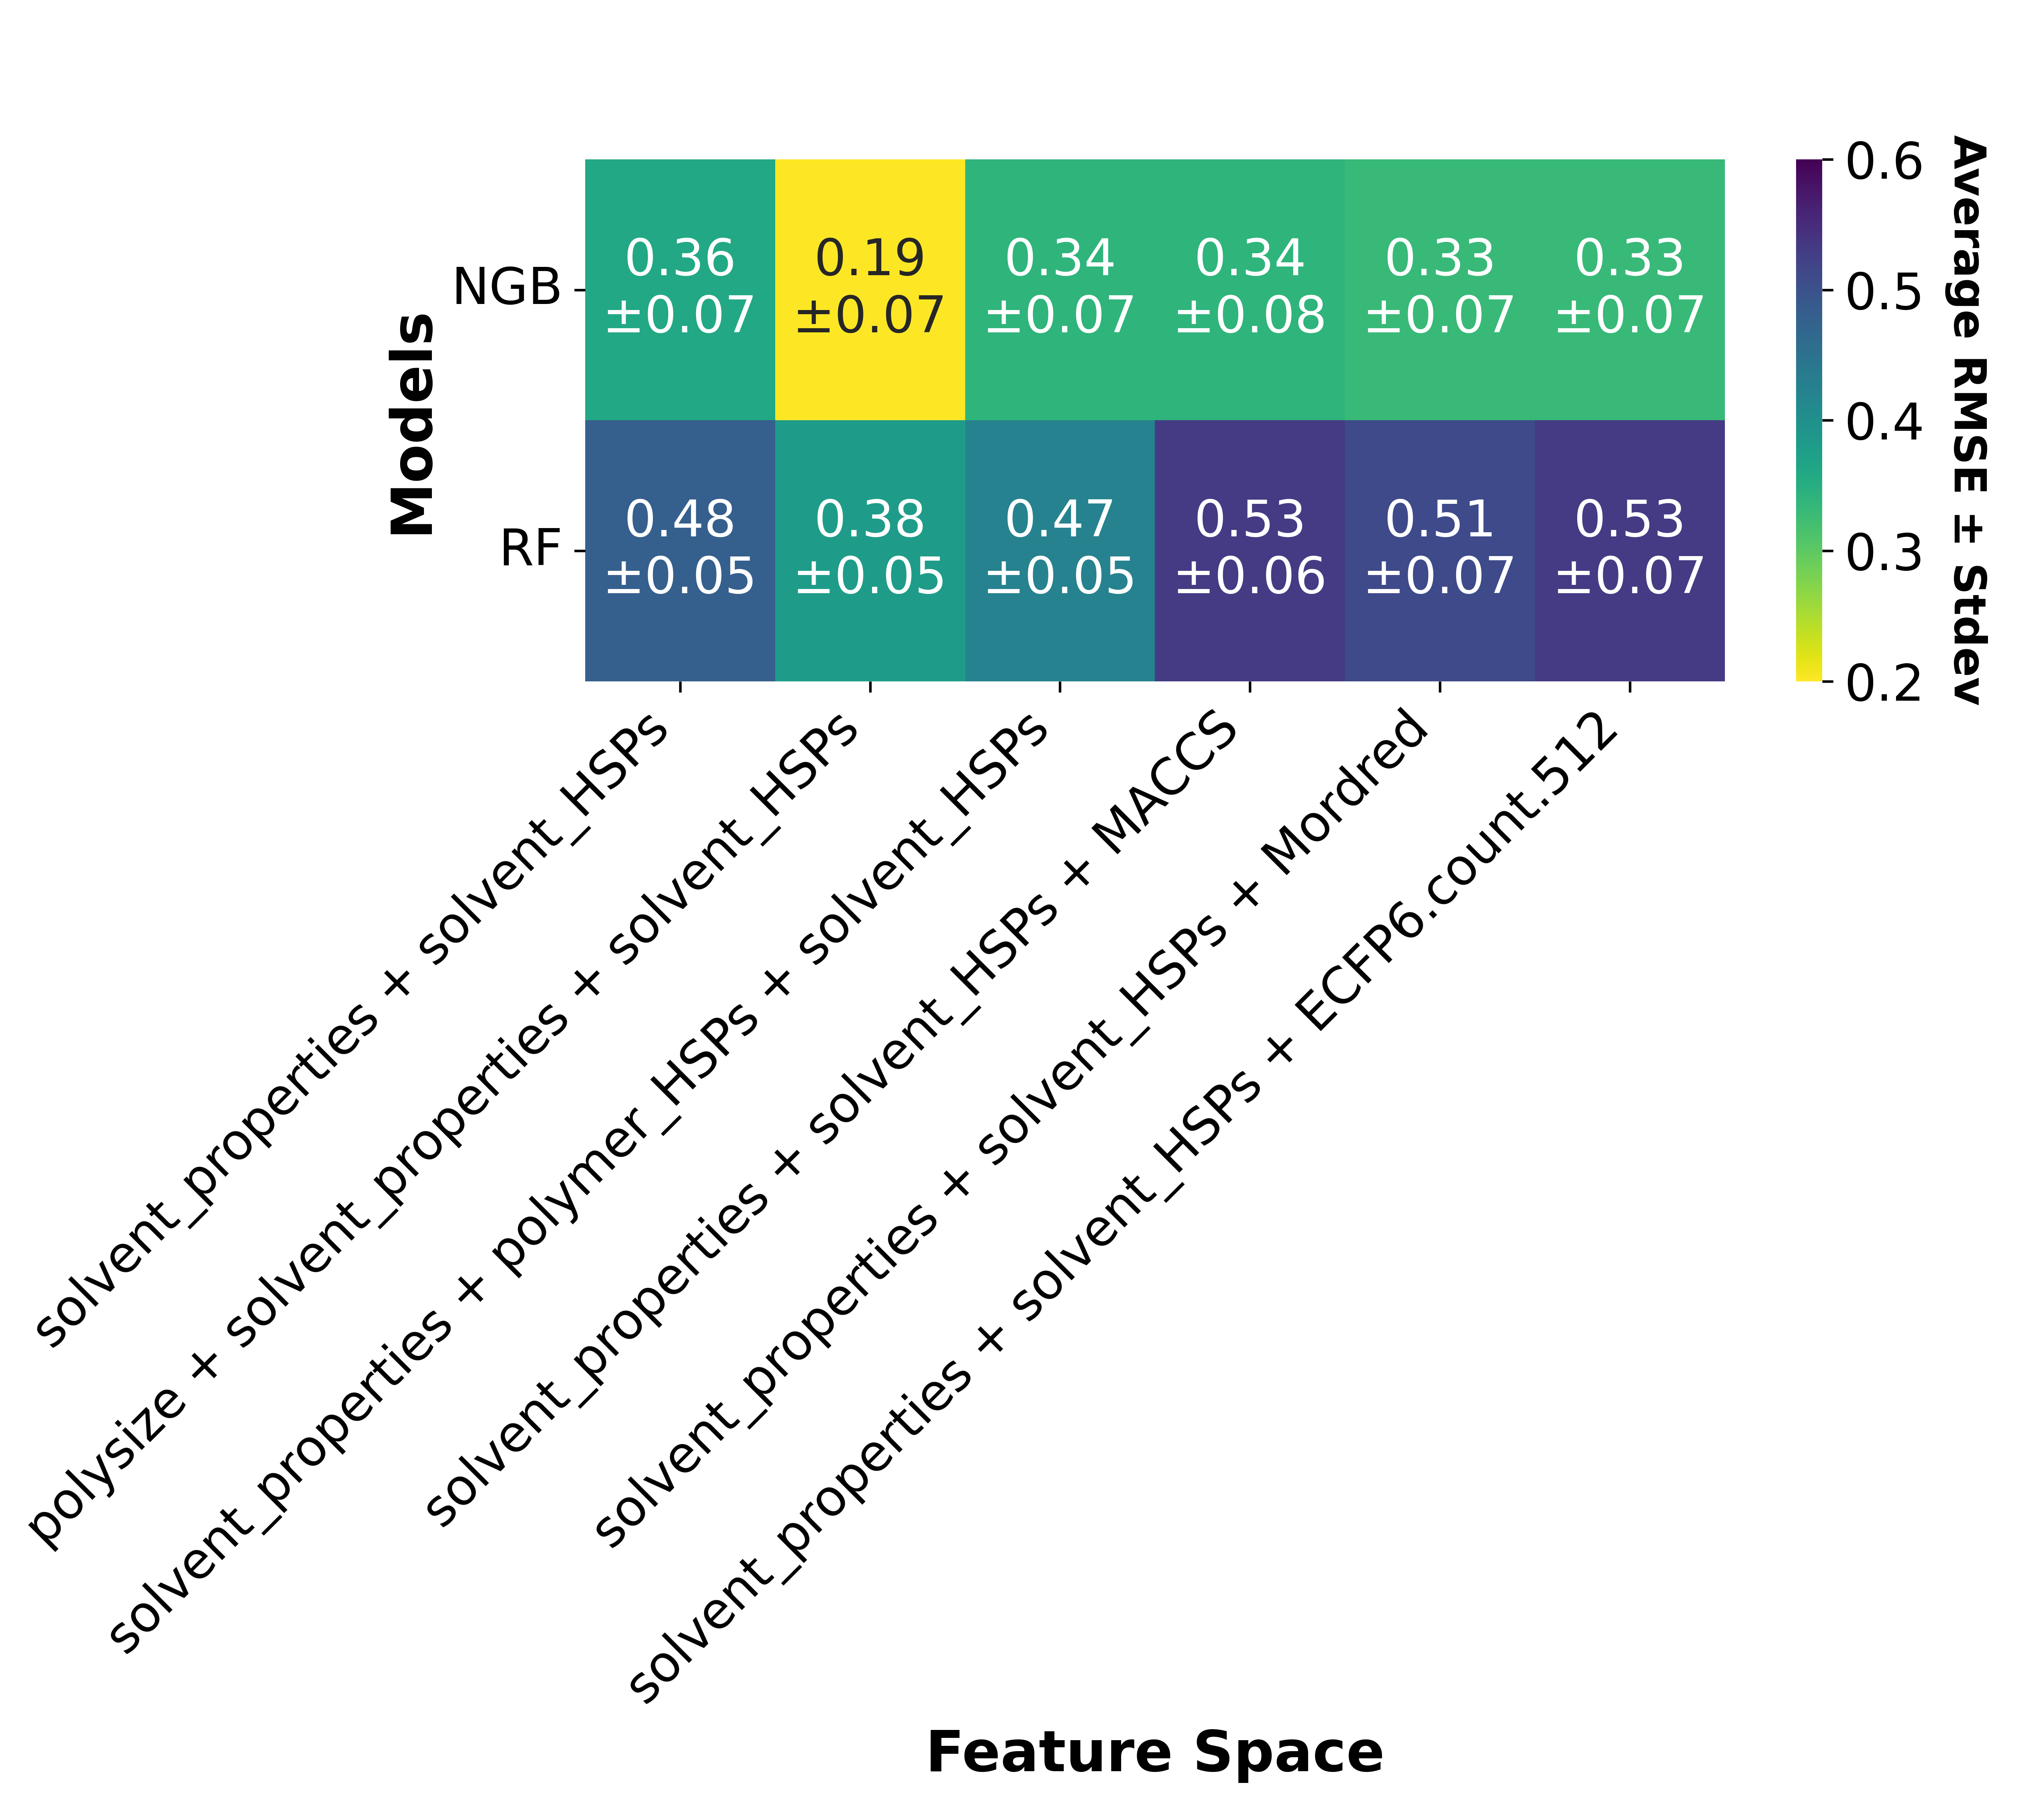 Models
NGB
RF
0.36
±0.07
0.19
±0.07
0.34
±0.07
0.34
±0.08
0.33
±0.07
0.33
±0.07
0.48
±0.05
0.38
±0.05
0.47
±0.05
0.53
±0.06
0.51
±0.07
0.53
±0.07
solvent_properties + solvent_HSPs
polysize + solvent_properties + solvent_HSPs
solvent_properties + polymer_HSPs + solvent_HSPs
solvent_properties + solvent_HSPs + MACCS
solvent_properties + solvent_HSPs + Mordred
solvent_properties + solvent_HSPs + ECFP6.count.512
Feature Space
0.6
0.5
0.4
0.3
0.2
Average RMSE ± Stdev